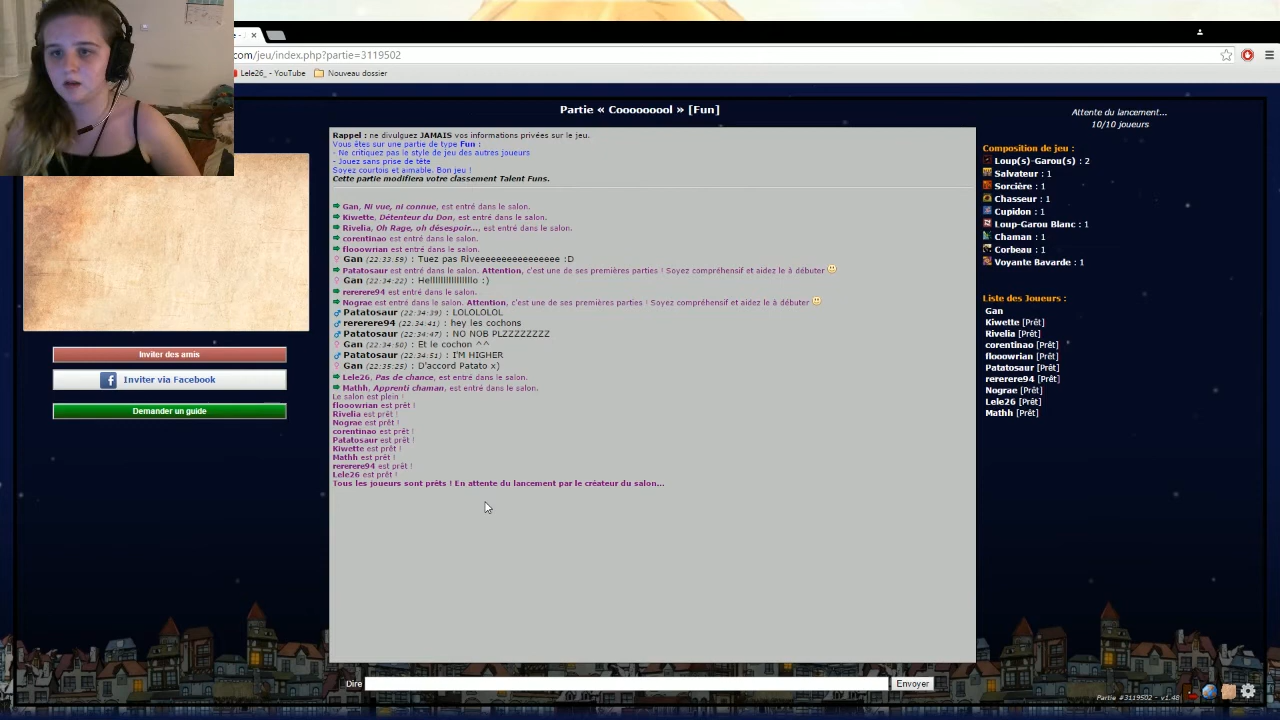 com/jeu/index.php?partie=3119502
Lele26_ - YouTube
Nouveau dossier
Partie « Coooooool » [Fun]
Rappel : ne divulguez JAMAIS vos informations privées sur le jeu.
Vous êtes sur une partie de type Fun :
- Ne critiquez pas le style de jeu des autres joueurs
- Jouez sans prise de tête
Soyez courtois et aimable. Bon jeu !
Cette partie modifiera votre classement Talent Funs.
Gan, Ni vue, ni connue, est entré dans le salon.
Kiwette, Détenteur du Don, est entré dans le salon.
Rivelia, Oh Rage, oh désespoir..., est entré dans le salon.
corentinao est entré dans le salon.
flooowrian est entré dans le salon.
Gan (22:33:59) : Tuez pas Rîveeeeeeeeeeeeeeee :D
Patatosaur est entré dans le salon. Attention, c'est une de ses premières parties ! Soyez compréhensif et aidez le à débuter
Gan (22:34:22) : Hellllllllllllllllo :)
rererere94 est entré dans le salon.
Nograe est entré dans le salon. Attention, c'est une de ses premières parties ! Soyez compréhensif et aidez le à débuter
Patatosaur (22:34:39) : LOLOLOLOL
rererere94 (22:34:41) : hey les cochons
Patatosaur (22:34:47) : NO NOB PLZZZZZZZZ
Gan (22:34:50) : Et le cochon ^^
Patatosaur (22:34:51) : I'M HIGHER
Gan (22:35:25) : D'accord Patato x)
Lele26, Pas de chance, est entré dans le salon.
Mathh, Apprenti chaman, est entré dans le salon.
Le salon est plein !
flooowrian est prêt !
Rivelia est prêt !
Nograe est prêt !
corentinao est prêt !
Patatosaur est prêt !
Kiwette est prêt !
Mathh est prêt !
rererere94 est prêt !
Lele26 est prêt !
Tous les joueurs sont prêts ! En attente du lancement par le créateur du salon...
Inviter des amis
Inviter via Facebook
Demander un guide
Attente du lancement...
10/10 joueurs
Composition de jeu :
Loup(s)-Garou(s) : 2
Salvateur : 1
Sorcière : 1
Chasseur : 1
Cupidon : 1
Loup-Garou Blanc : 1
Chaman : 1
Corbeau : 1
Voyante Bavarde : 1
Liste des Joueurs :
Gan
Kiwette [Prêt]
Rivelia [Prêt]
corentinao [Prêt]
flooowrian [Prêt]
Patatosaur [Prêt]
rererere94 [Prêt]
Nograe [Prêt]
Lele26 [Prêt]
Mathh [Prêt]
Dire
Envoyer
Partie #3119502 - v1.48